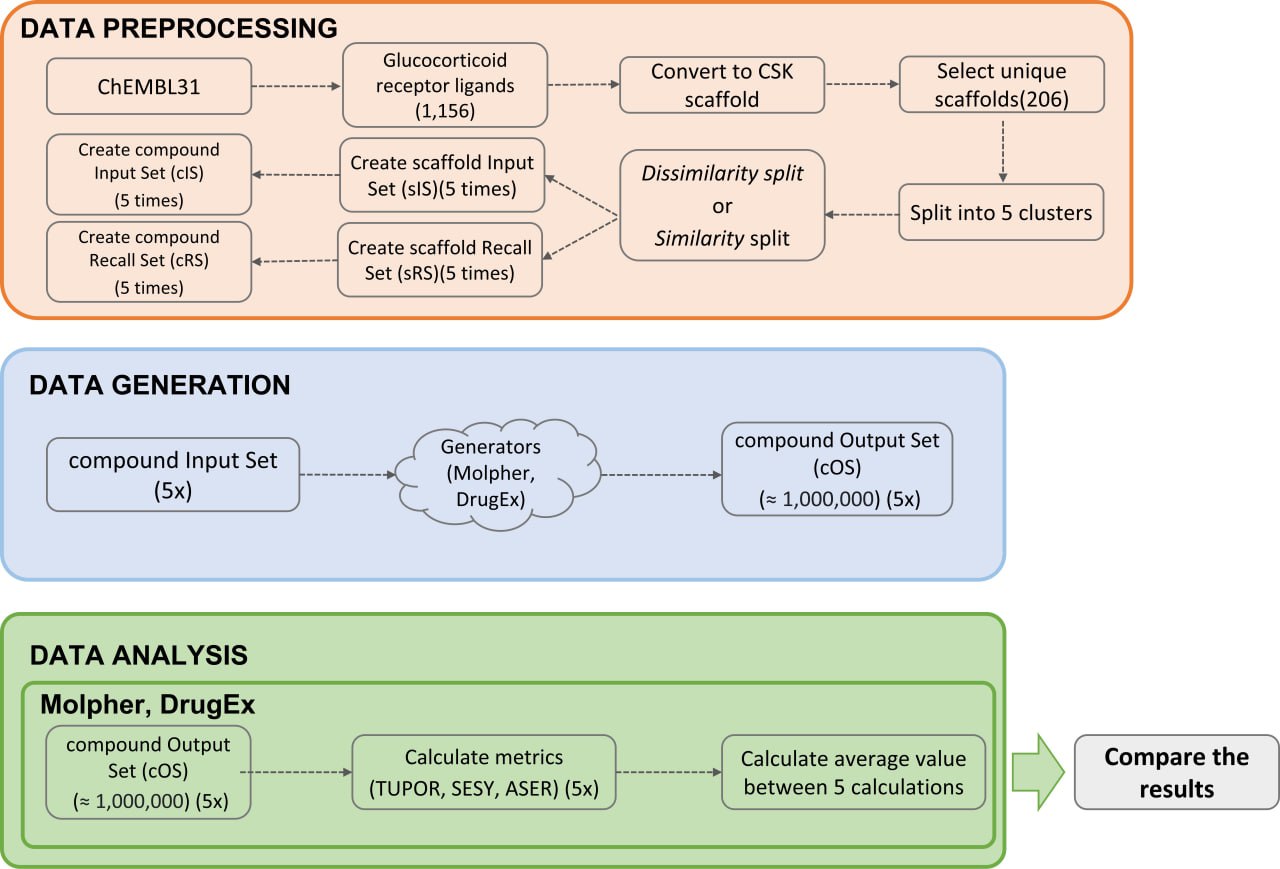 DATA PREPROCESSING
ChEMBL31
Glucocorticoid
receptor ligands
(1,156)
Convert to CSK
scaffold
Select unique
scaffolds(206)
Split into 5 clusters
Dissimilarity split
or
Similarity split
Create scaffold Input
Set (sIS)(5 times)
Create compound
Input Set (cIS)
(5 times)
Create scaffold Recall
Set (sRS)(5 times)
Create compound
Recall Set (cRS)
(5 times)
DATA GENERATION
compound Input Set
(5x)
Generators
(Molpher,
DrugEx)
compound Output Set
(cOS)
(≈ 1,000,000) (5x)
DATA ANALYSIS
Molpher, DrugEx
compound Output
Set (cOS)
(≈ 1,000,000) (5x)
Calculate metrics
(TUPOR, SESY, ASER) (5x)
Calculate average value
between 5 calculations
Compare the
results